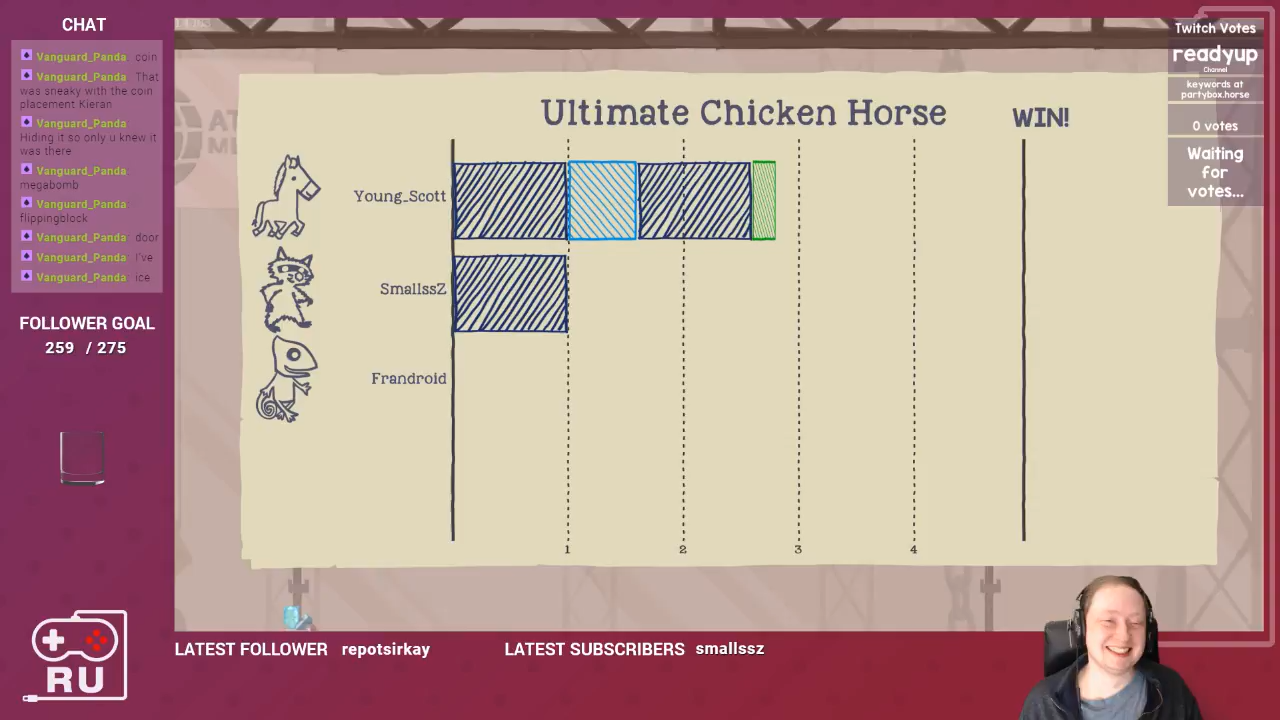 CHAT
Vanguard_Panda coin
Vanguard_Panda That
was sneaky with the coin
placement Kieran
Vanguard_Panda
Hiding it so only u knew it
was there
Vanguard_Panda
megabomb
Vanguard_Panda
flippingblock
Vanguard_Panda door
Vanguard_Panda I've
Vanguard_Panda ice
FOLLOWER GOAL
259 / 275
RU
Ultimate Chicken Horse
WIN!
Young_Scott
SmallssZ
Frandroid
1 2 3 4
Twitch Votes
readyup
Channel
keywords at
partybox.horse
0 votes
Waiting
for
votes...
LATEST FOLLOWER repotsirkay
LATEST SUBSCRIBERS smallssz